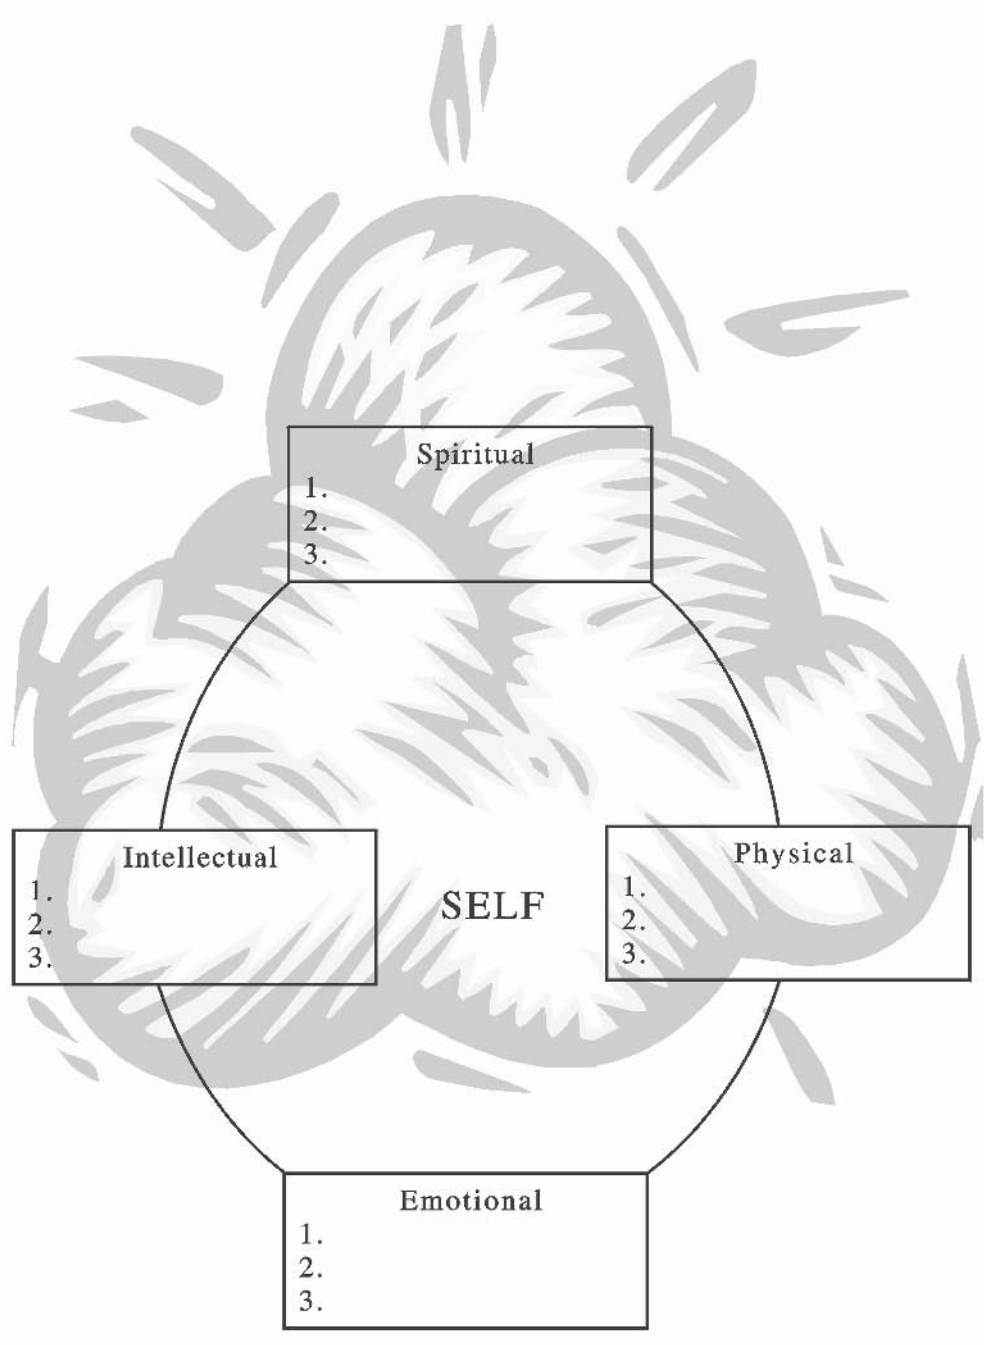 Spiritual
1.
2.
3.
Intellectual
1.
2.
3.
SELF
Physical
1.
2.
3.
Emotional
1.
2.
3.